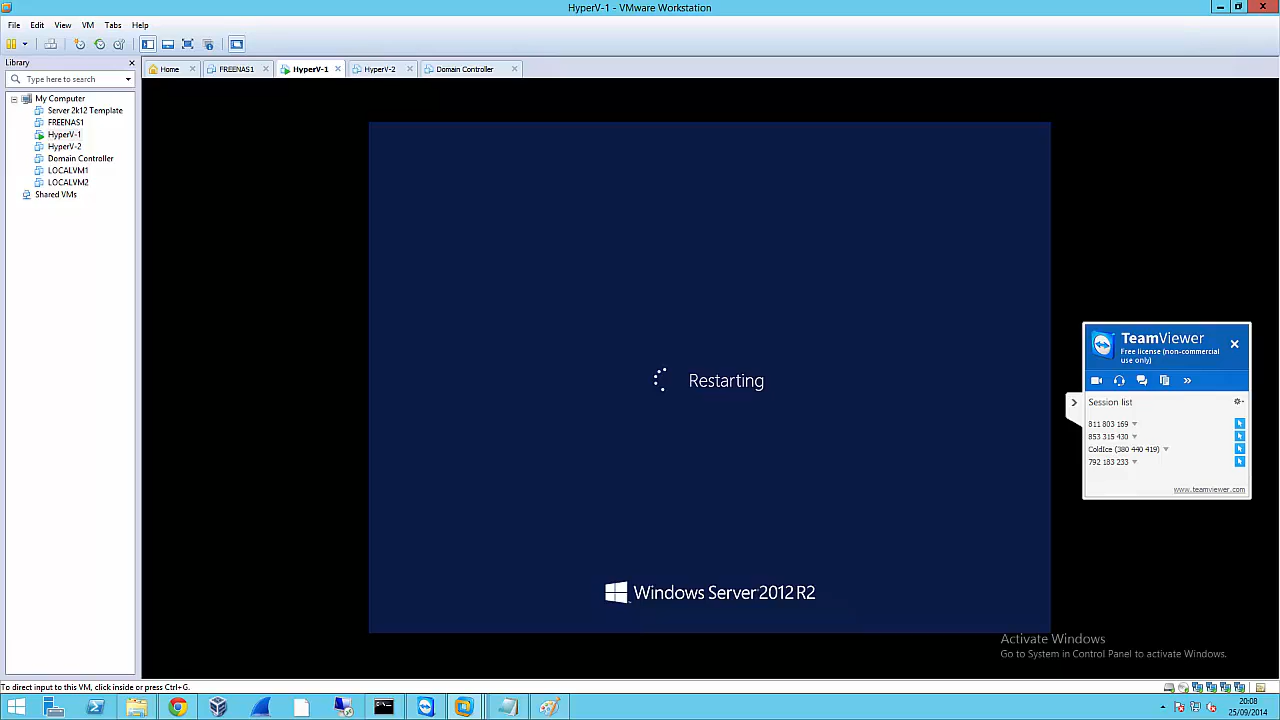 HyperV-1 - VMware Workstation
File Edit View VM Tabs Help
Library
Type here to search
Home FREENAS1 HyperV-1 HyperV-2 Domain Controller
My Computer
Server 2k12 Template
FREENAS1
HyperV-1
HyperV-2
Domain Controller
LOCALVM1
LOCALVM2
Shared VMs
Restarting
Windows Server 2012 R2
TeamViewer
Free license (non-commercial
use only)
Session list
811 803 169
853 315 430
ColdIce (380 440 419)
792 183 233
www.teamviewer.com
Activate Windows
Go to System in Control Panel to activate Windows.
To direct input to this VM, click inside or press Ctrl+G.
20:08
25/09/2014